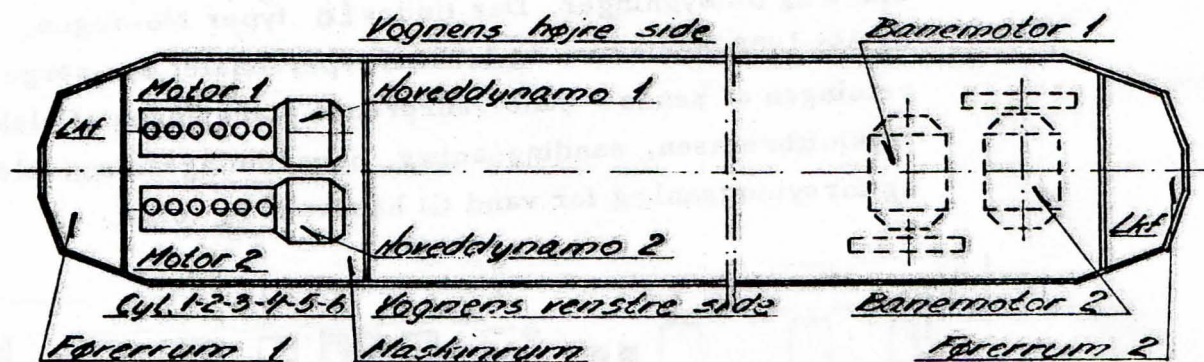 Vognens højre side
Banemotor 1
Motor 1
Hoveddynamo 1
Lkf
Lkf
Hoveddynamo 2
Motor 2
Cyl. 1-2-3-4-5-6
Vognens venstre side
Banemotor 2
Førerrum 1
Maskinrum
Førerrum 2